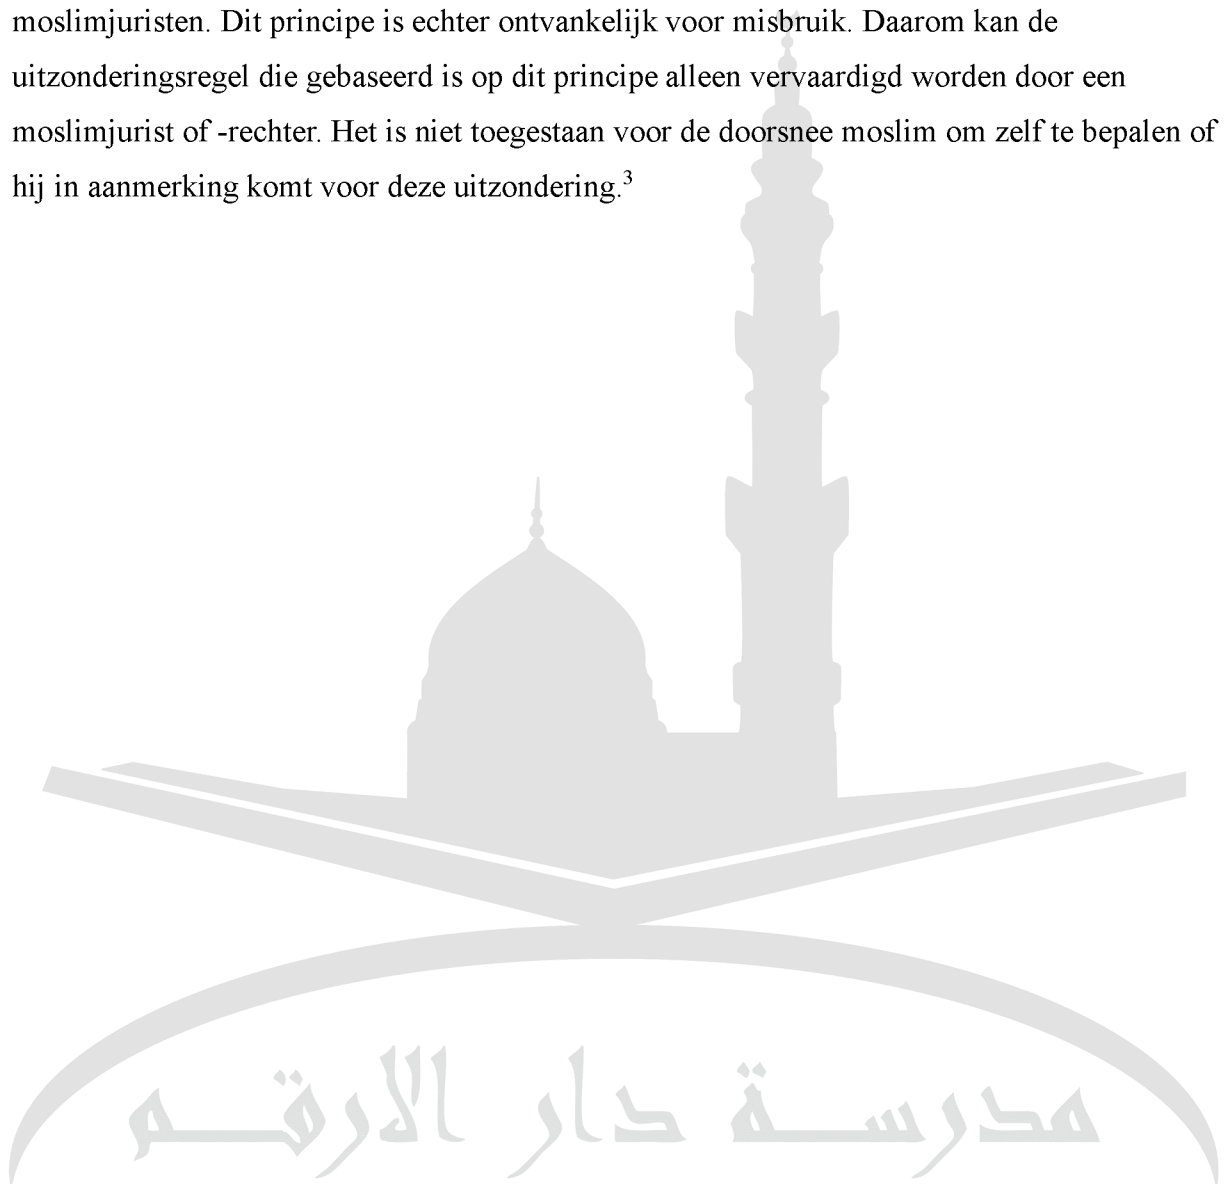 moslimjuristen. Dit principe is echter ontvankelijk voor misbruik. Daarom kan de
uitzonderingsregel die gebaseerd is op dit principe alleen vervaardigd worden door een
moslimjurist of -rechter. Het is niet toegestaan voor de doorsnee moslim om zelf te bepalen of
hij in aanmerking komt voor deze uitzondering.³
مدرسة دار الارقم